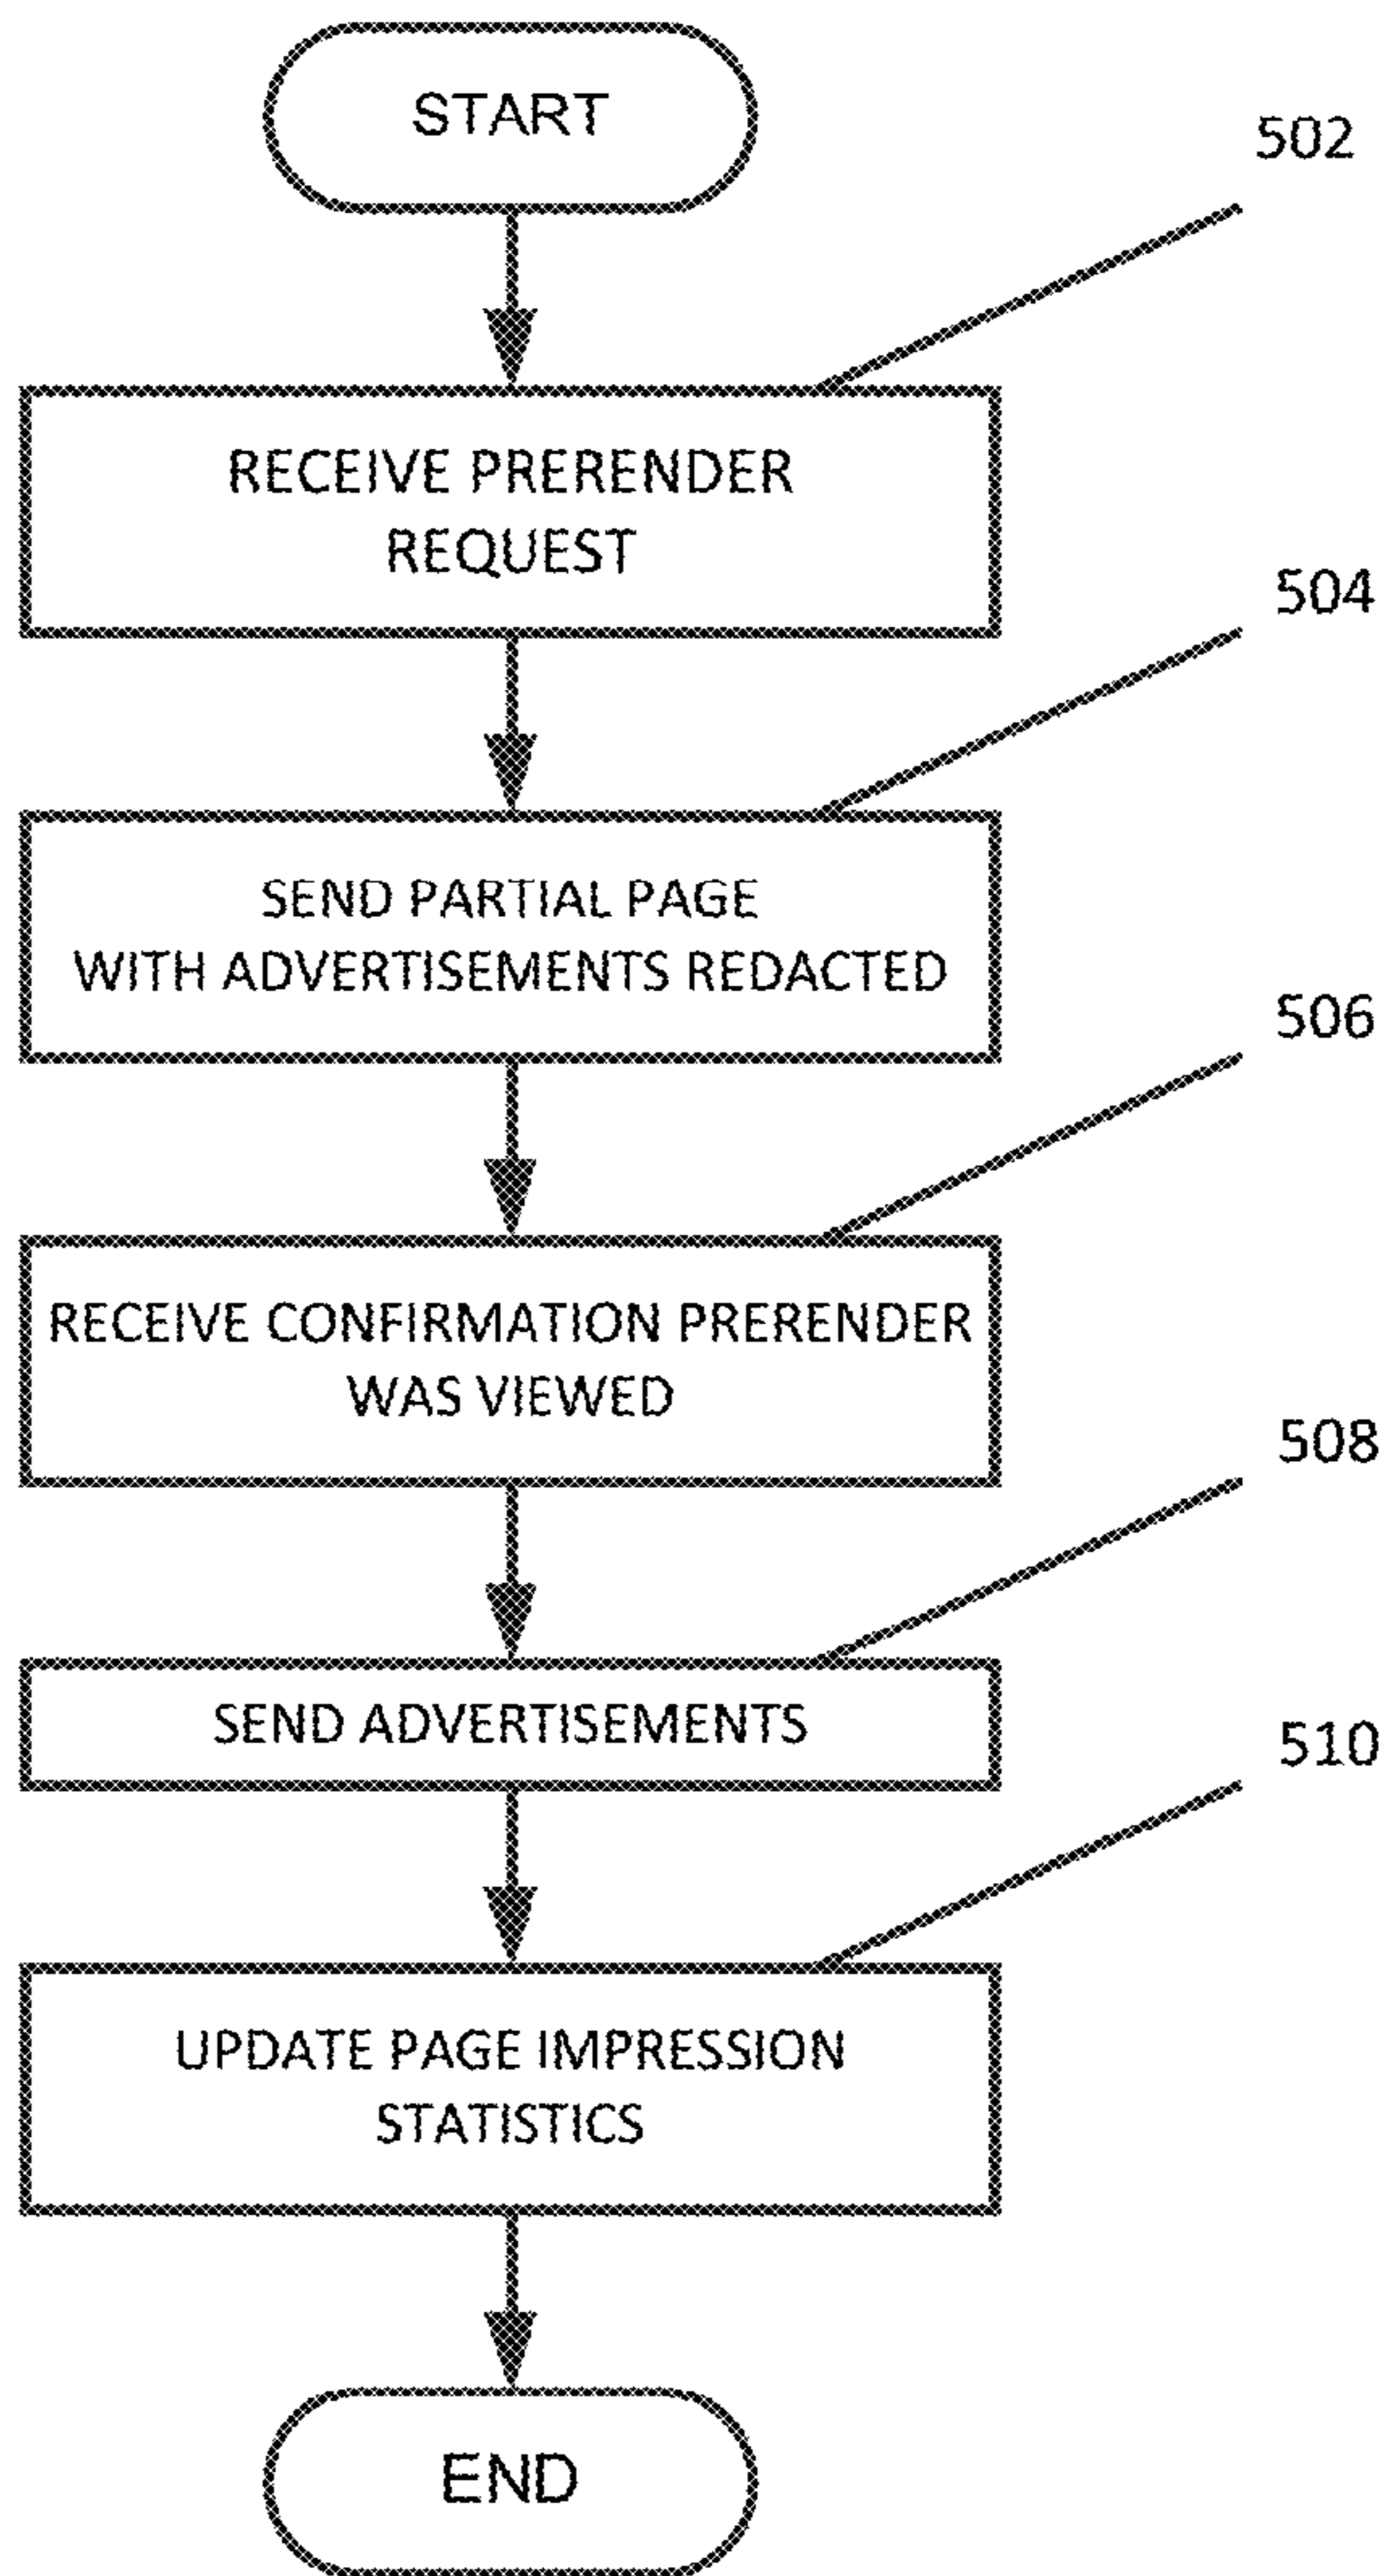 START
502
RECEIVE PRERENDER
REQUEST
504
SEND PARTIAL PAGE
WITH ADVERTISEMENTS REDACTED
506
RECEIVE CONFIRMATION PRERENDER
WAS VIEWED
508
SEND ADVERTISEMENTS
510
UPDATE PAGE IMPRESSION
STATISTICS
END